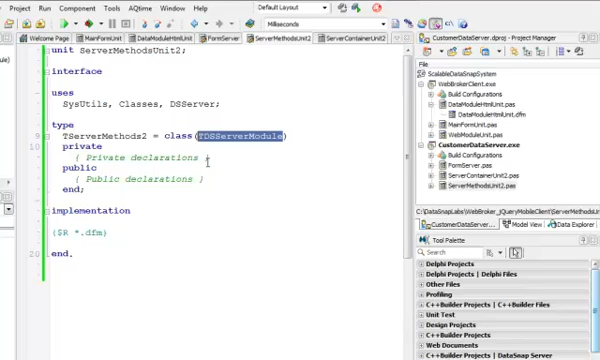 Project Run Component Tools AQtime Window Help
Default Layout
Milliseconds
Welcome Page MainFormUnit DataModuleHtmlUnit FormServer ServerMethodsUnit2 ServerContainerUnit2
unit ServerMethodsUnit2;
interface
uses
SysUtils, Classes, DSServer;
type
9 TServerMethods2 = class(TDSServerModule)
private
{ Private declarations }
public
{ Public declarations }
end;
implementation
{$R *.dfm}
20 end.
CustomerDataServer.dproj - Project Manager
File
ScalableDataSnapSystem
WebBrokerClient.exe
Build Configurations
DataModuleHtmlUnit.pas
DataModuleHtmlUnit.dfm
MainFormUnit.pas
WebModuleUnit.pas
CustomerDataServer.exe
Build Configurations
FormServer.pas
ServerContainerUnit2.pas
ServerMethodsUnit2.pas
C:\DataSnapLabs\WebBroker_jQueryMobileClient\ServerMethodsUn
CustomerDataServer... Model View Data Explorer
Tool Palette
Search
Delphi Projects
Delphi Projects | Delphi Files
Other Files
Profiling
C++Builder Projects | C++Builder Files
Unit Test
Design Projects
Web Documents
C++Builder Projects | DataSnap Server